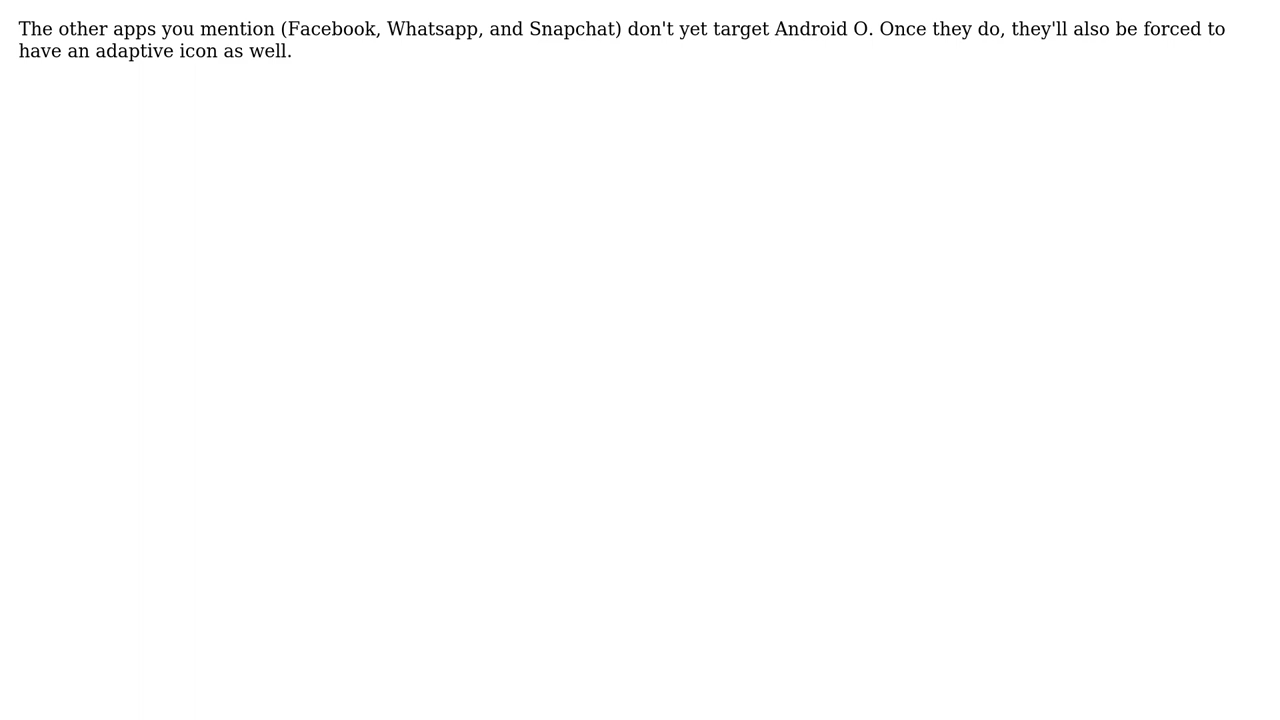 The other apps you mention (Facebook, Whatsapp, and Snapchat) don't yet target Android O. Once they do, they'll also be forced to
have an adaptive icon as well.